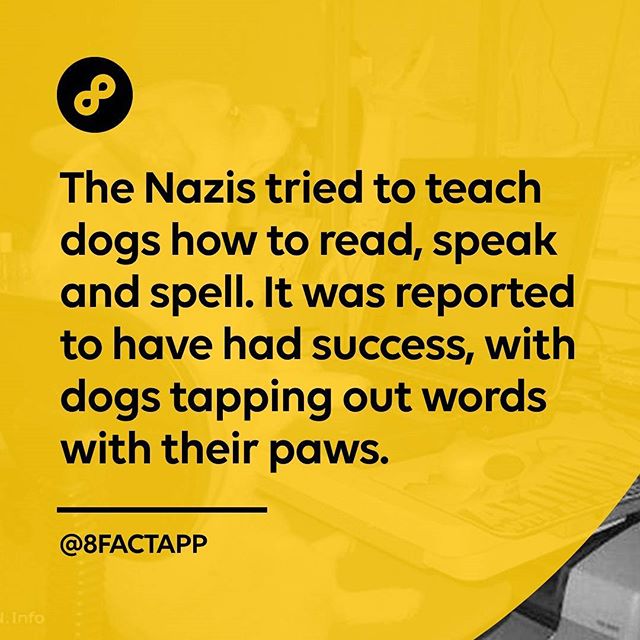 The Nazis tried to teach
dogs how to read, speak
and spell. It was reported
to have had success, with
dogs tapping out words
with their paws.
@8FACTAPP
.Info